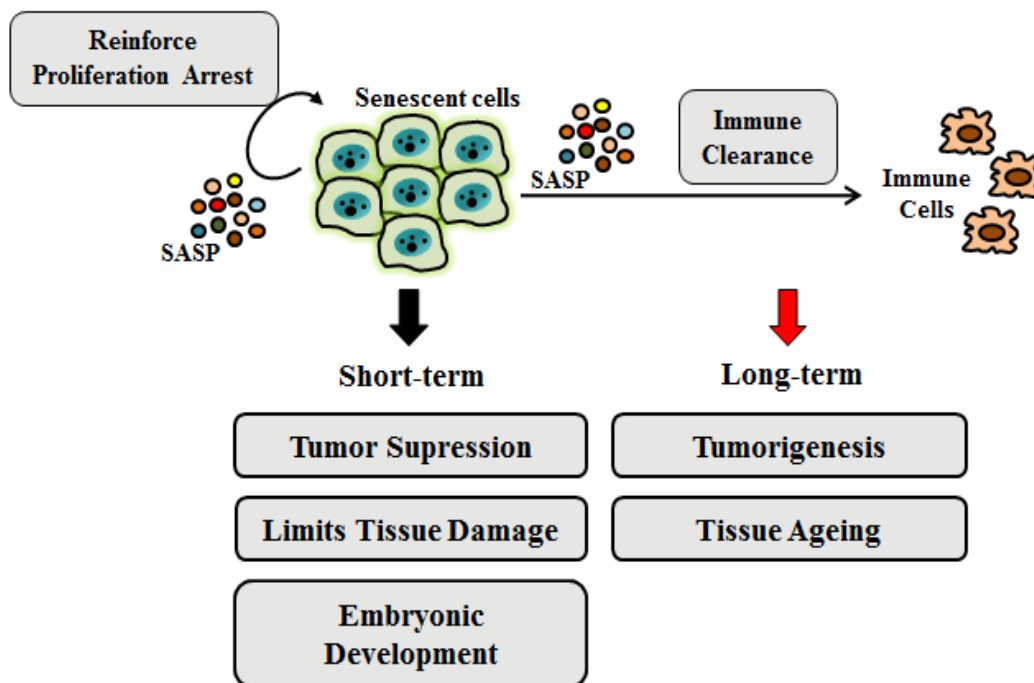 Reinforce
Proliferation Arrest
Senescent cells
SASP
SASP
Immune
Clearance
Immune
Cells
Short-term
Long-term
Tumor Supression
Tumorigenesis
Limits Tissue Damage
Tissue Ageing
Embryonic
Development